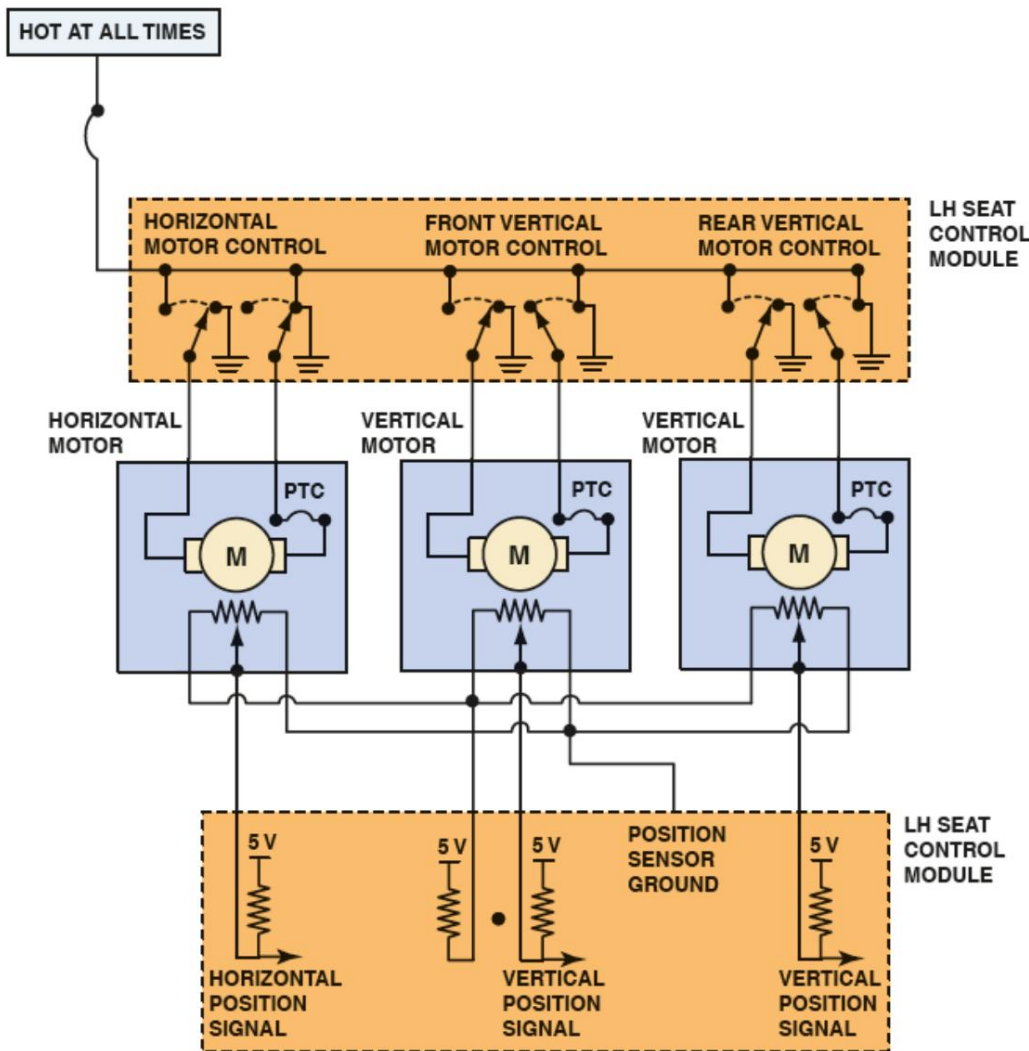 HOT AT ALL TIMES
HORIZONTAL
MOTOR CONTROL
FRONT VERTICAL
MOTOR CONTROL
REAR VERTICAL
MOTOR CONTROL
LH SEAT
CONTROL
MODULE
HORIZONTAL
MOTOR
VERTICAL
MOTOR
VERTICAL
MOTOR
PTC
M
PTC
M
PTC
M
5 V
5 V
5 V
POSITION
SENSOR
GROUND
5 V
LH SEAT
CONTROL
MODULE
HORIZONTAL
POSITION
SIGNAL
VERTICAL
POSITION
SIGNAL
VERTICAL
POSITION
SIGNAL